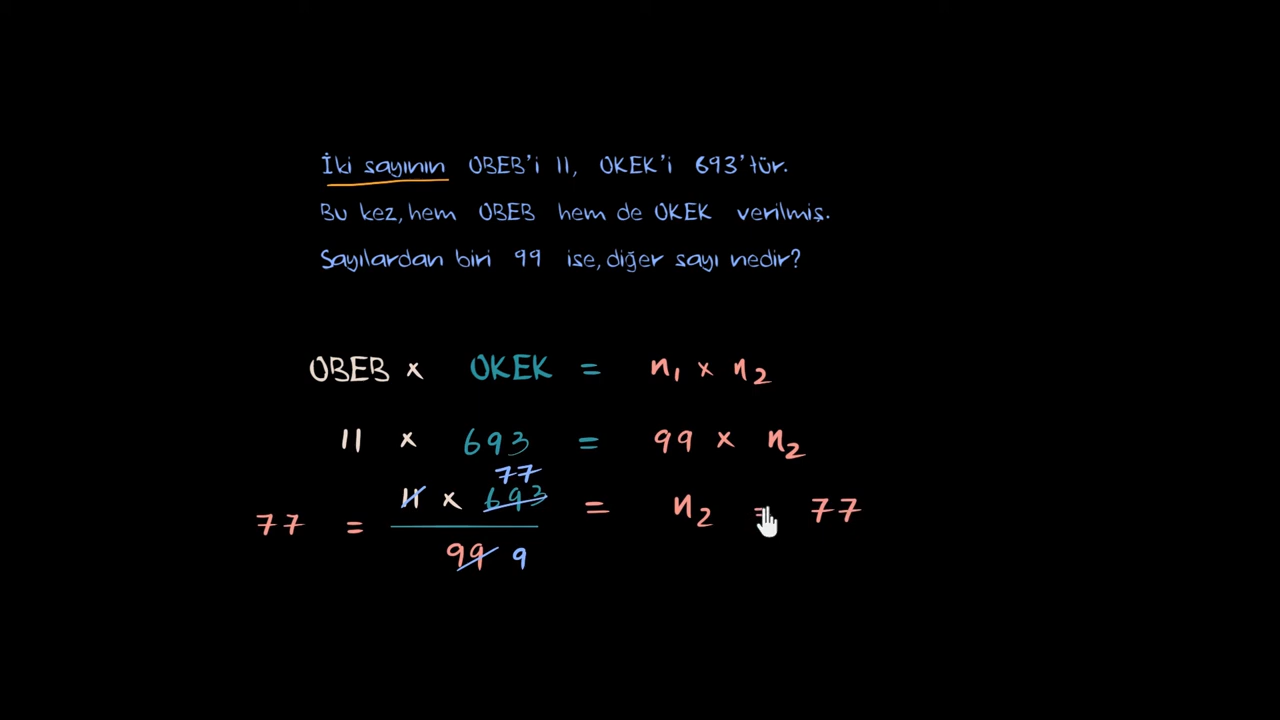 İki sayının OBEB'i 11, OKEK'i 693'tür.
Bu kez, hem OBEB hem de OKEK verilmiş.
Sayılardan biri 99 ise, diğer sayı nedir?
OBEB x OKEK = n₁ x n₂
11 x 693 = 99 x n₂
77
77 = 11 x 693 = n₂ = 77
99 9